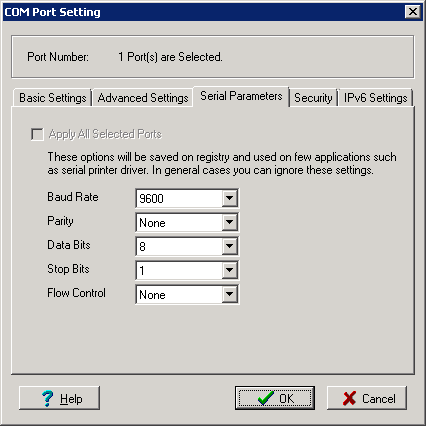 COM Port Setting
Port Number: 1 Port(s) are Selected.
Basic Settings Advanced Settings Serial Parameters Security IPv6 Settings
Apply All Selected Ports
These options will be saved on registry and used on few applications such
as serial printer driver. In general cases you can ignore these settings.
Baud Rate 9600
Parity None
Data Bits 8
Stop Bits 1
Flow Control None
? Help OK Cancel